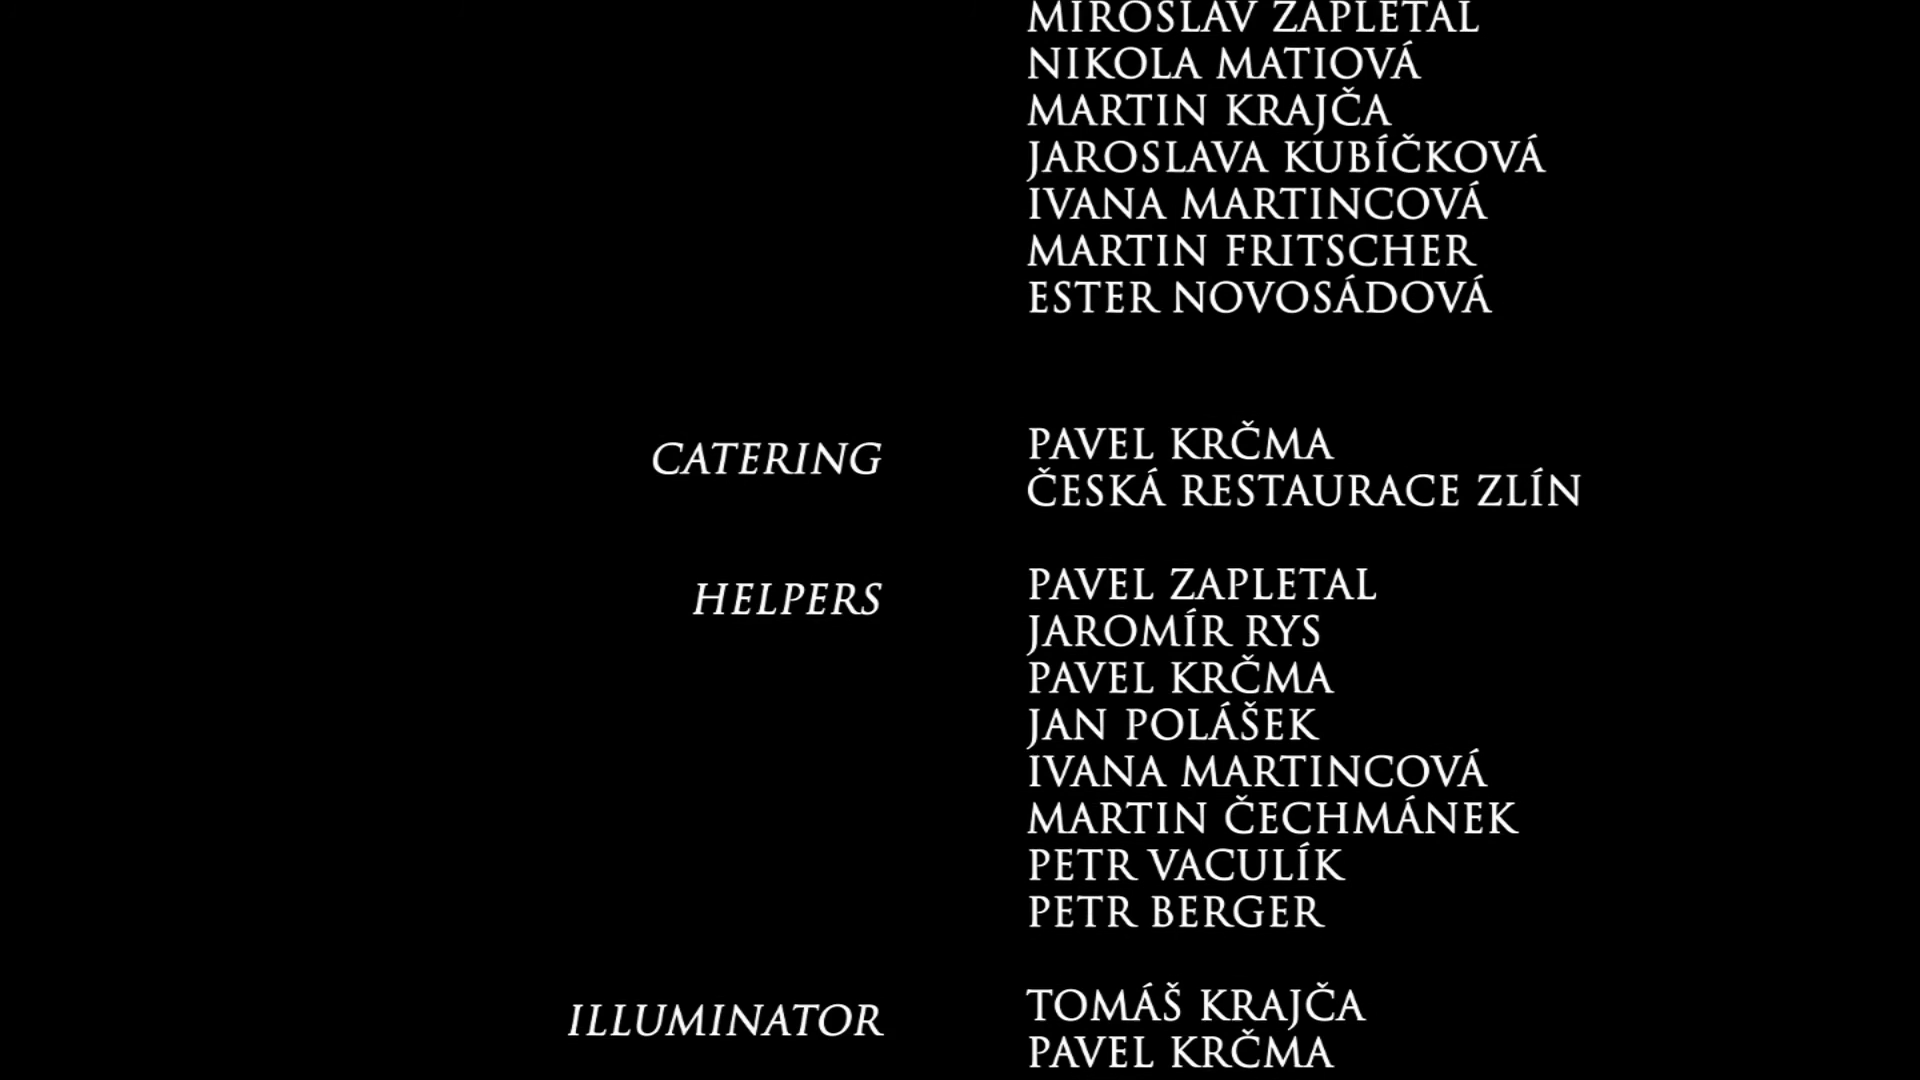 MIROSLAV ZAPLETAL
NIKOLA MATIOVÁ
MARTIN KRAJČA
JAROSLAVA KUBÍČKOVÁ
IVANA MARTINCOVÁ
MARTIN FRITSCHER
ESTER NOVOSÁDOVÁ
CATERING
PAVEL KRČMA
ČESKÁ RESTAURACE ZLÍN
HELPERS
PAVEL ZAPLETAL
JAROMÍR RYS
PAVEL KRČMA
JAN POLÁŠEK
IVANA MARTINCOVÁ
MARTIN ČECHMÁNEK
PETR VACULÍK
PETR BERGER
ILLUMINATOR
TOMÁŠ KRAJČA
PAVEL KRČMA